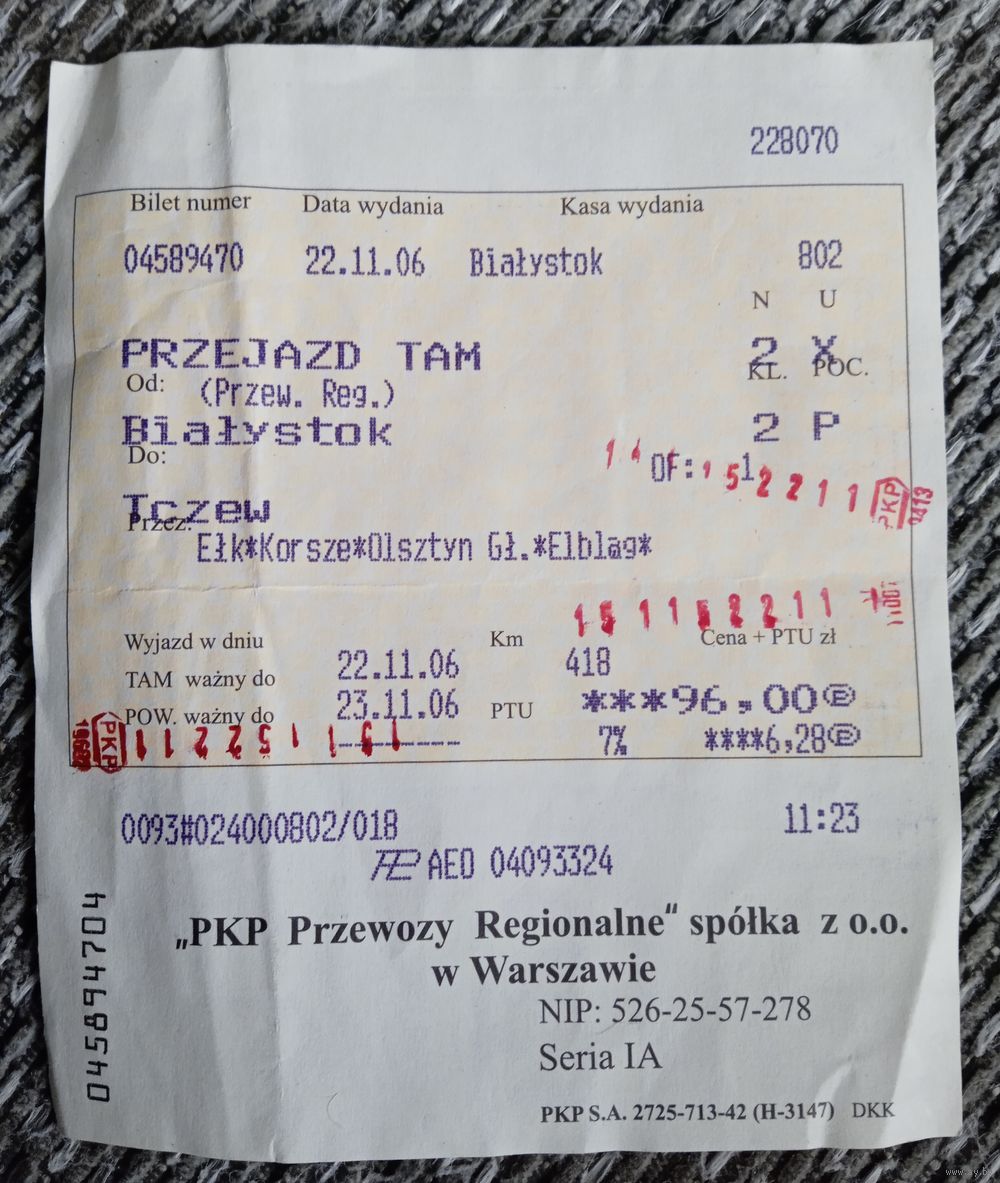 228070
Bilet numer Data wydania Kasa wydania
04589470 22.11.06 Białystok 802
N U
PRZEJAZD TAM 2 X
Od: (Przew. Reg.) KL. POC.
Białystok 2 P
Do: OF: 1
Tczew
Przez:
Ełk*Korsze*Olsztyn Gł.*Elbląg*
Wyjazd w dniu Km Cena + PTU zł
22.11.06 418
TAM ważny do
23.11.06 ***96,00
POW. ważny do PTU
--------- 7% ****6,28
PKP
PKP
0093#024000802/018 11:23
AED 04093324
„PKP Przewozy Regionalne" spółka z o.o.
w Warszawie
NIP: 526-25-57-278
Seria IA
PKP S.A. 2725-713-42 (H-3147) DKK
045894704